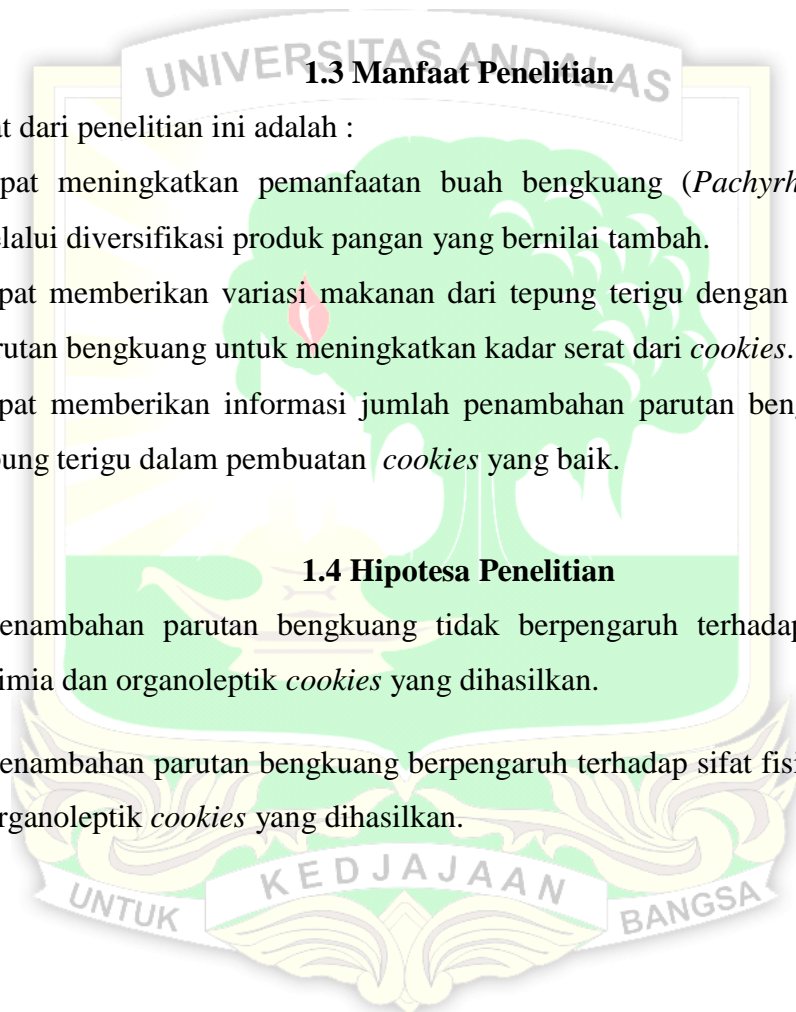 UNIVERSITAS ANDALAS
1.3 Manfaat Penelitian
at dari penelitian ini adalah :
pat meningkatkan pemanfaatan buah bengkuang (Pachyrh
elalui diversifikasi produk pangan yang bernilai tambah.
pat memberikan variasi makanan dari tepung terigu dengan
rutan bengkuang untuk meningkatkan kadar serat dari cookies.
pat memberikan informasi jumlah penambahan parutan beng
pung terigu dalam pembuatan cookies yang baik.
1.4 Hipotesa Penelitian
enambahan parutan bengkuang tidak berpengaruh terhadap
imia dan organoleptik cookies yang dihasilkan.
enambahan parutan bengkuang berpengaruh terhadap sifat fisi
rganoleptik cookies yang dihasilkan.
UNTUK KEDJAJAAN BANGSA